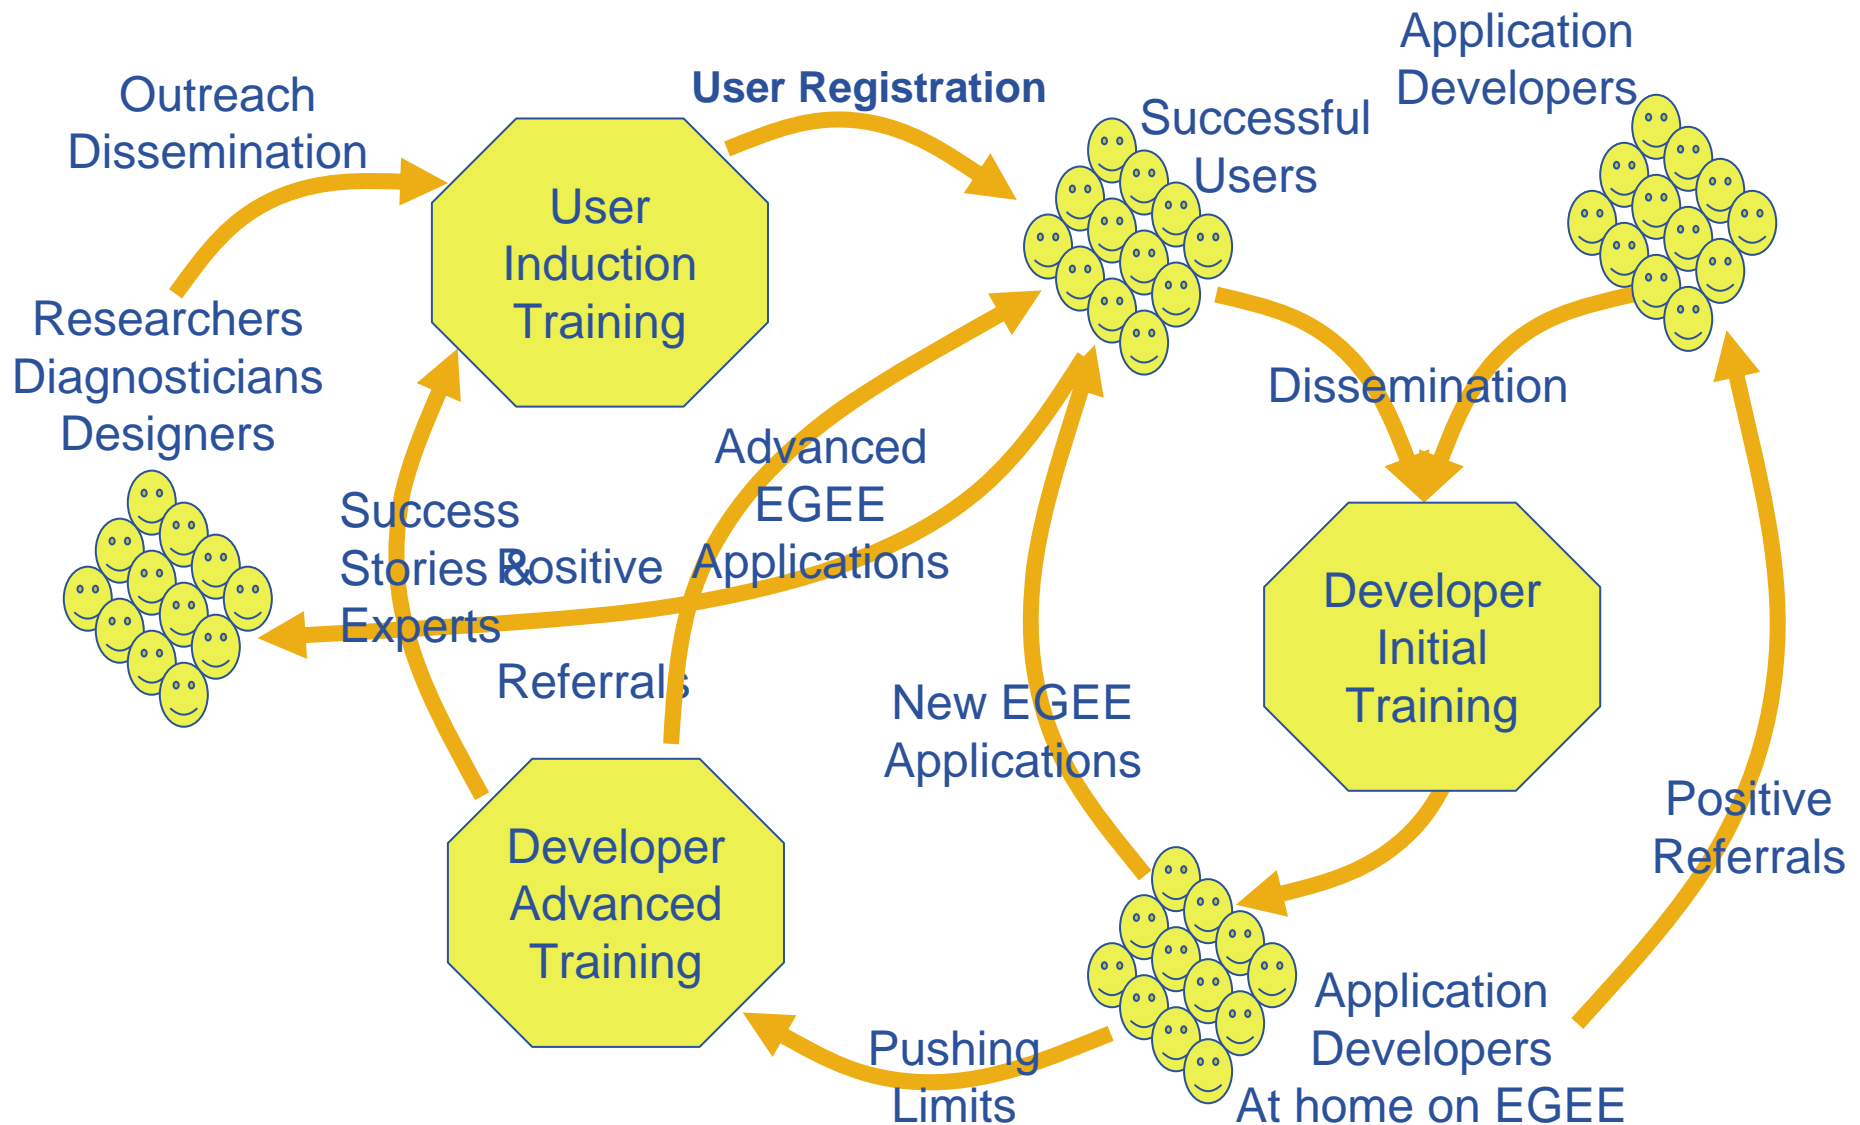 Application
Developers
Outreach
Dissemination
User Registration
Successful
Users
User
Induction
Training
Researchers
Diagnosticians
Designers
Dissemination
Advanced
EGEE
Applications
Success
Stories &
Experts
Positive
Referrals
Developer
Initial
Training
New EGEE
Applications
Positive
Referrals
Developer
Advanced
Training
Application
Developers
At home on EGEE
Pushing
Limits